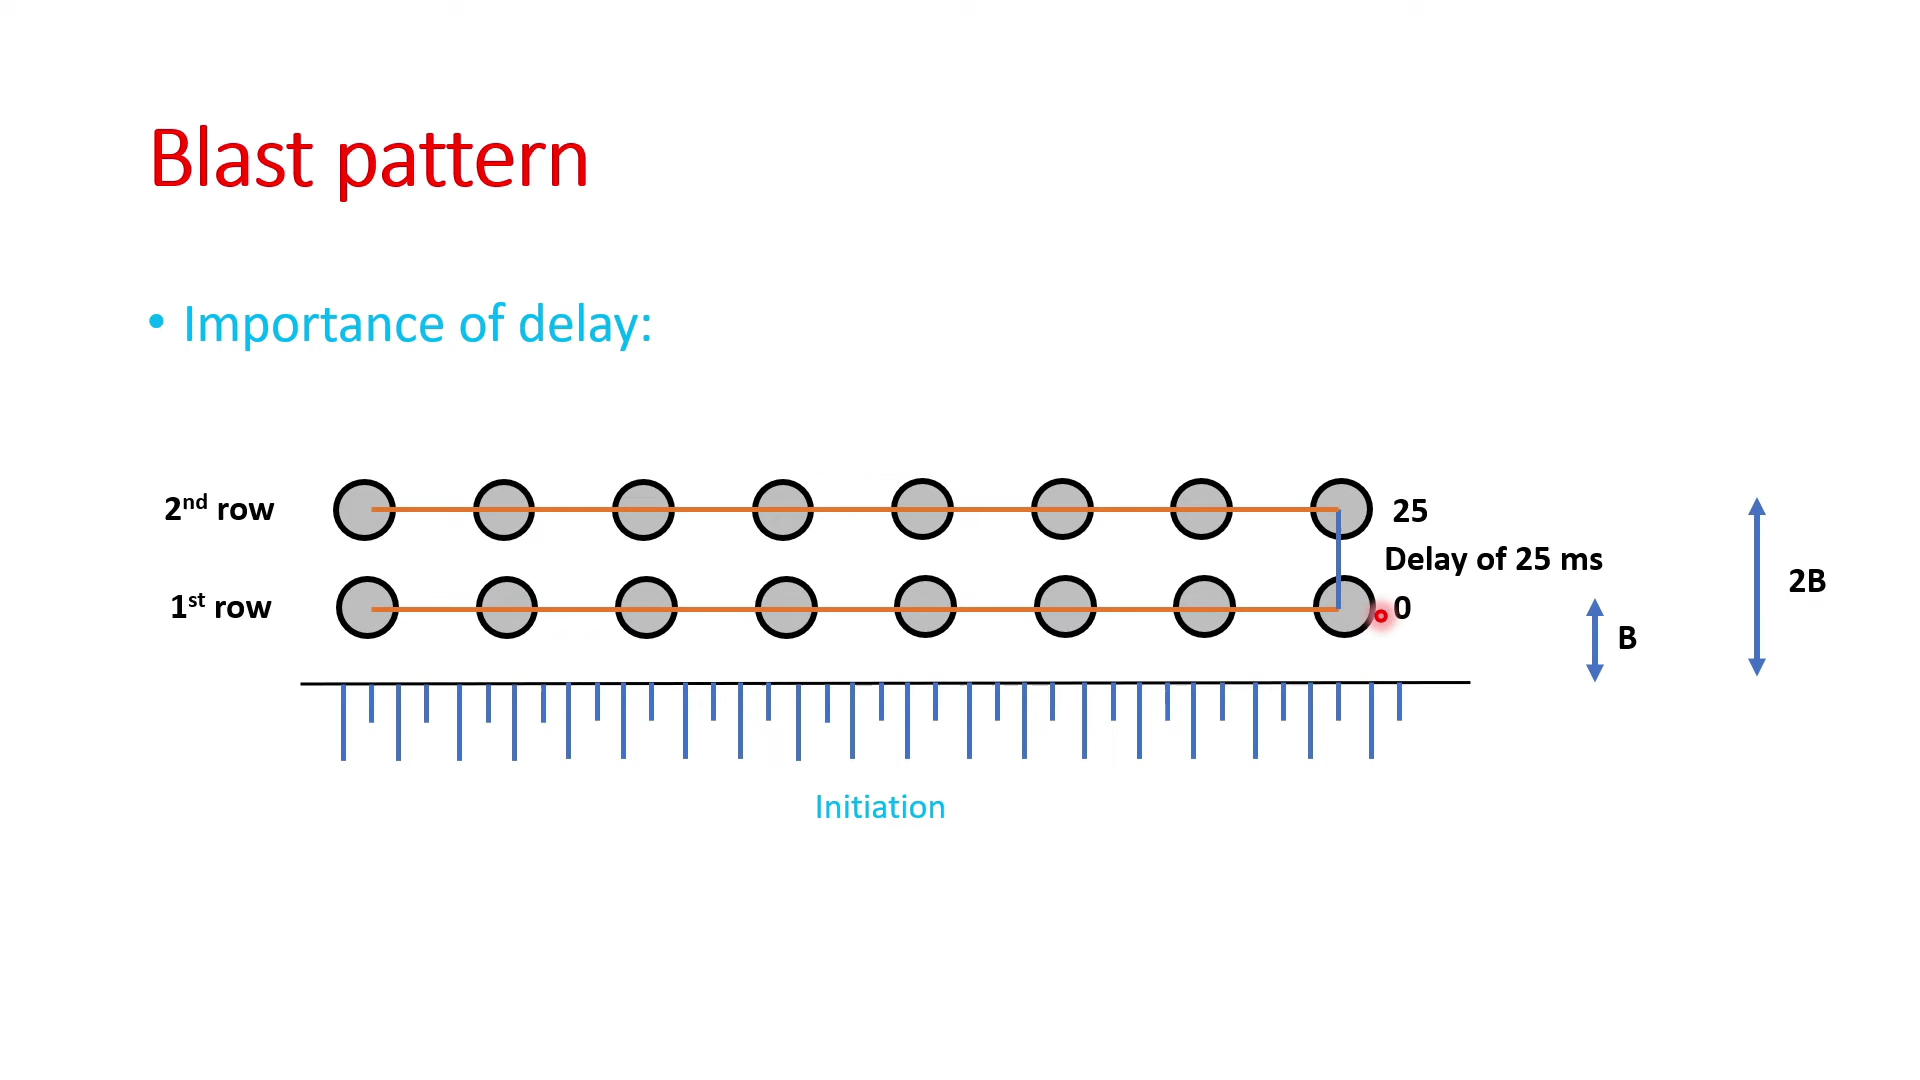 Blast pattern
• Importance of delay:
2nd row
25
Delay of 25 ms
2B
1st row
0
B
Initiation